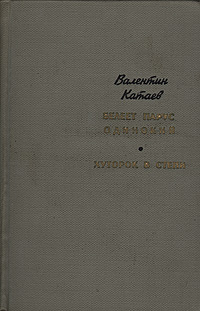 Валентин
Катаев
БЕЛЕЕТ ПАРУС
ОДИНОКИЙ
•
ХУТОРОК В СТЕПИ